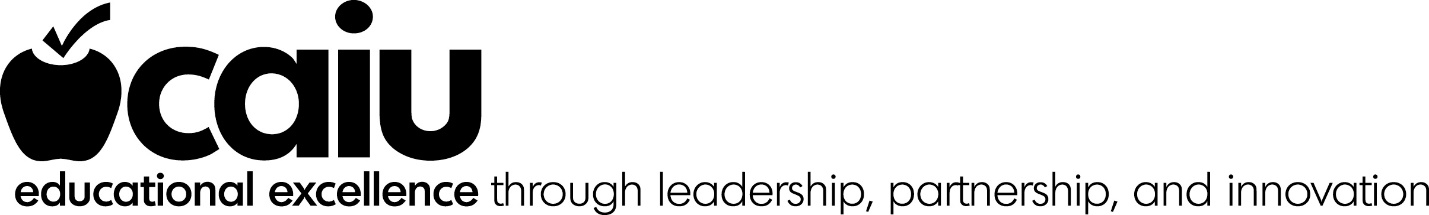 caiu
educational excellence through leadership, partnership, and innovation